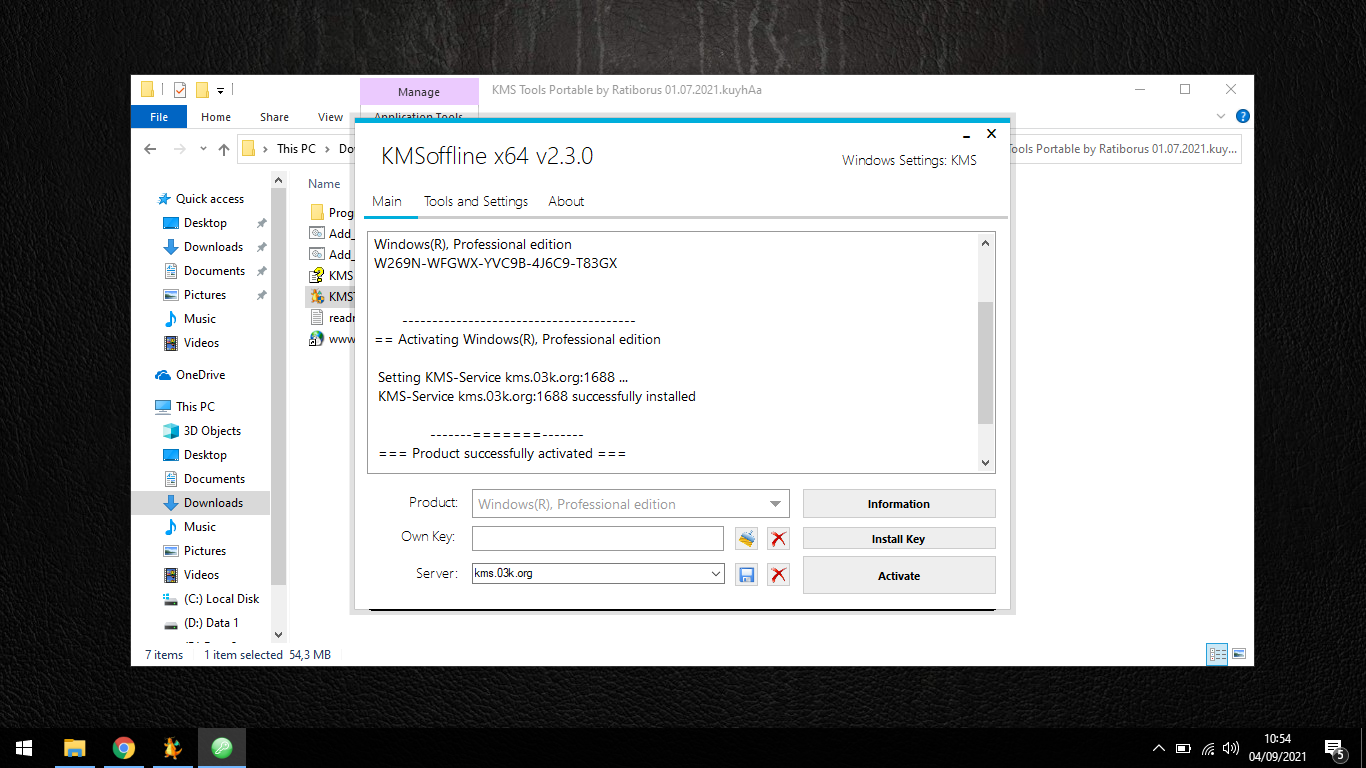 Manage
KMS Tools Portable by Ratiborus 01.07.2021.kuyhAa
File
Home
Share
View
Application Tools
This PC
Tools Portable by Ratiborus 01.07.2021.kuy...
KMSoffline x64 v2.3.0
Windows Settings: KMS
Main
Tools and Settings
About
Quick access
Desktop
Downloads
Documents
Pictures
Music
Videos
OneDrive
This PC
3D Objects
Desktop
Documents
Downloads
Music
Pictures
Videos
(C:) Local Disk
(D:) Data 1
Name
Prog
Add_
Add_
KMS
KMST
readr
www
Windows(R), Professional edition
W269N-WFGWX-YVC9B-4J6C9-T83GX
---------------------------------------
== Activating Windows(R), Professional edition
Setting KMS-Service kms.03k.org:1688 ...
KMS-Service kms.03k.org:1688 successfully installed
-------=======-------
=== Product successfully activated ===
Product:
Windows(R), Professional edition
Information
Own Key:
Install Key
Server:
kms.03k.org
Activate
7 items
1 item selected 54,3 MB
10:54
04/09/2021
5